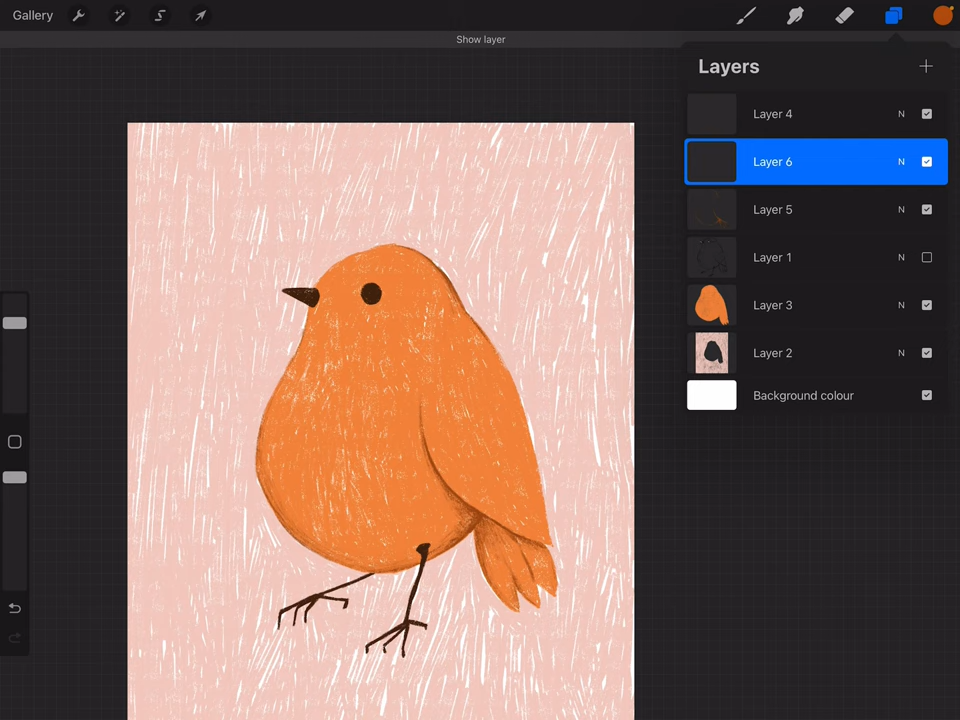 Gallery
Show layer
Layers
Layer 4 N
Layer 6 N
Layer 5 N
Layer 1 N
Layer 3 N
Layer 2 N
Background colour